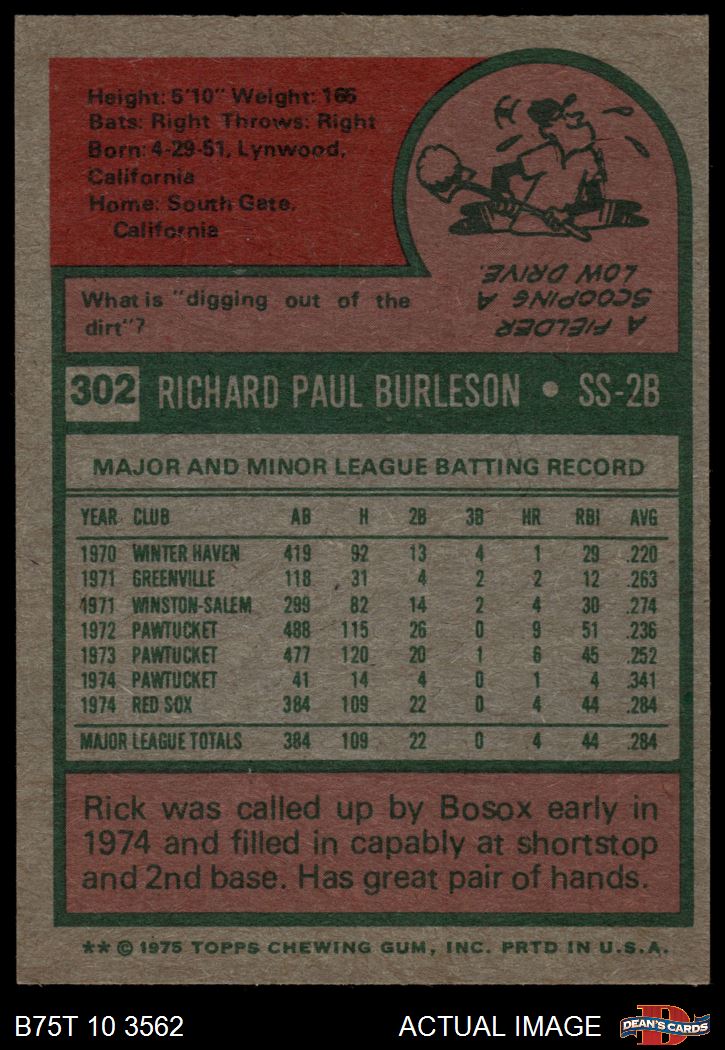 Height: 5'10" Weight: 166
Bats: Right Throws: Right
Born: 4-29-51, Lynwood,
California
Home: South Gate,
California
What is "digging out of the
dirt"?
A FIELDER
SCOOPING A
LOW DRIVE.
302 RICHARD PAUL BURLESON • SS-2B
MAJOR AND MINOR LEAGUE BATTING RECORD
YEAR CLUB AB H 2B 3B HR RBI AVG
1970 WINTER HAVEN 419 92 13 4 1 29 .220
1971 GREENVILLE 118 31 4 2 2 12 .263
1971 WINSTON-SALEM 299 82 14 2 4 30 .274
1972 PAWTUCKET 488 115 26 0 9 51 .236
1973 PAWTUCKET 477 120 20 1 6 45 .252
1974 PAWTUCKET 41 14 4 0 1 4 .341
1974 RED SOX 384 109 22 0 4 44 .284
MAJOR LEAGUE TOTALS 384 109 22 0 4 44 .284
Rick was called up by Bosox early in
1974 and filled in capably at shortstop
and 2nd base. Has great pair of hands.
** © 1975 TOPPS CHEWING GUM, INC. PRTD IN U.S.A.
B75T 10 3562 ACTUAL IMAGE D DEAN'S CARDS